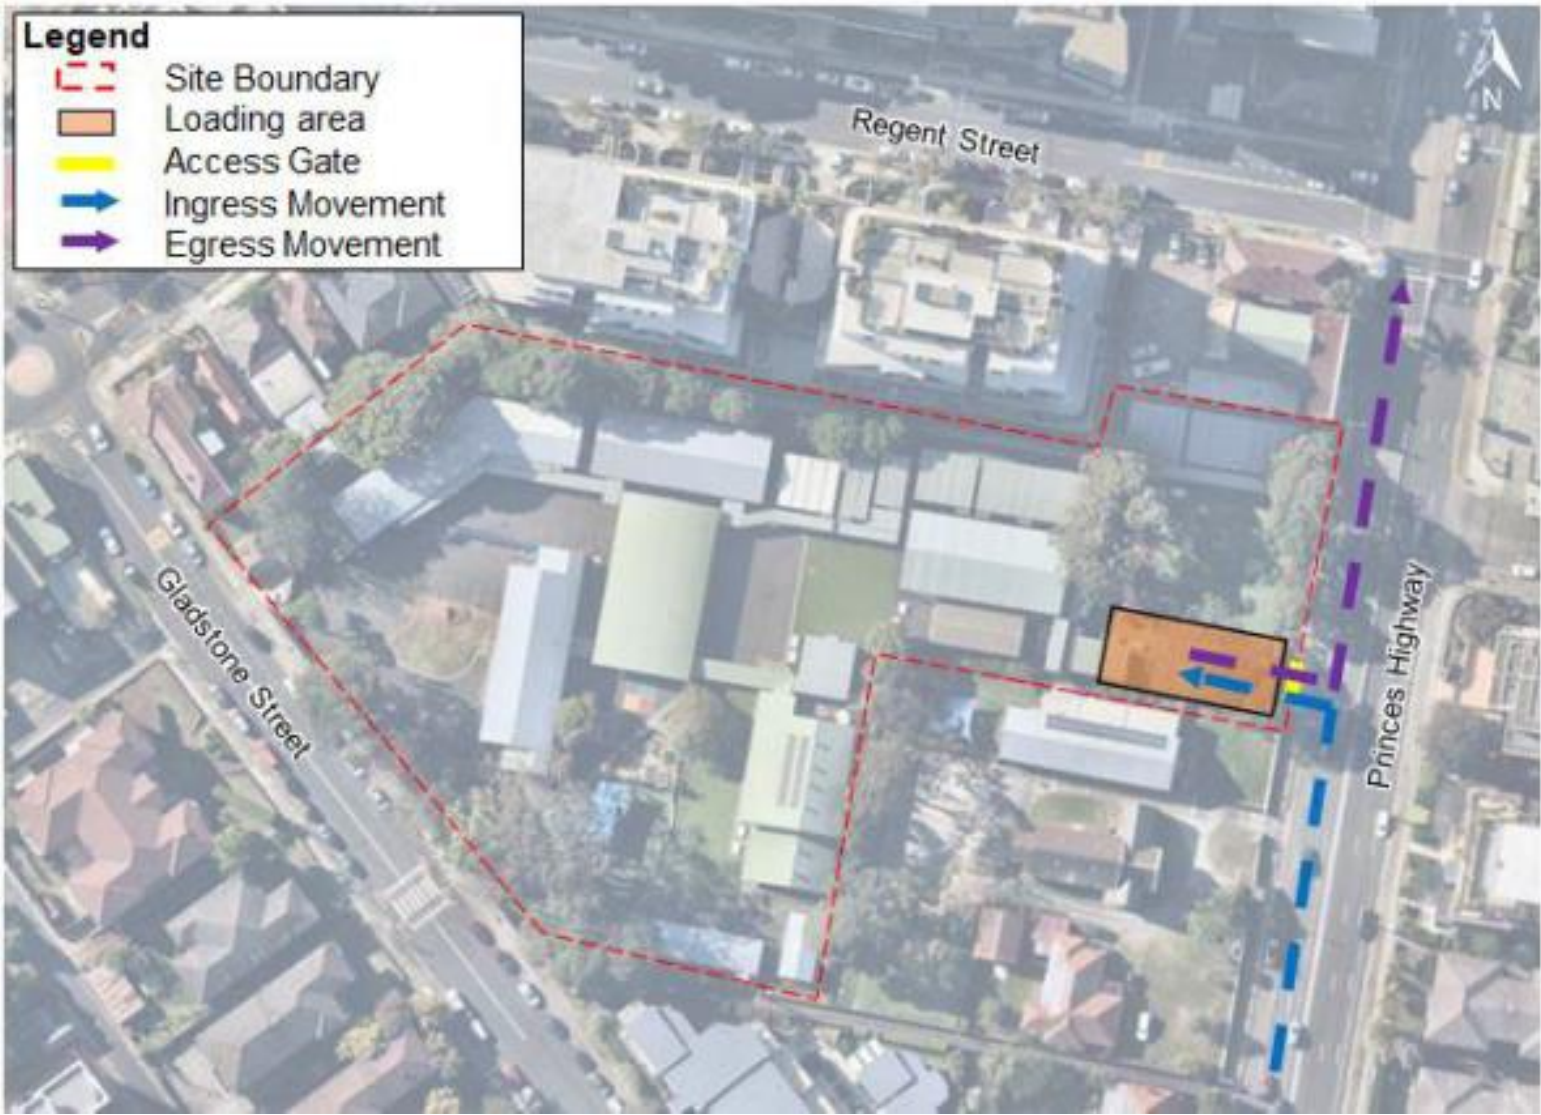 Legend
Site Boundary
Loading area
Access Gate
Ingress Movement
Egress Movement
Regent Street
N
Gladstone Street
Princes Highway